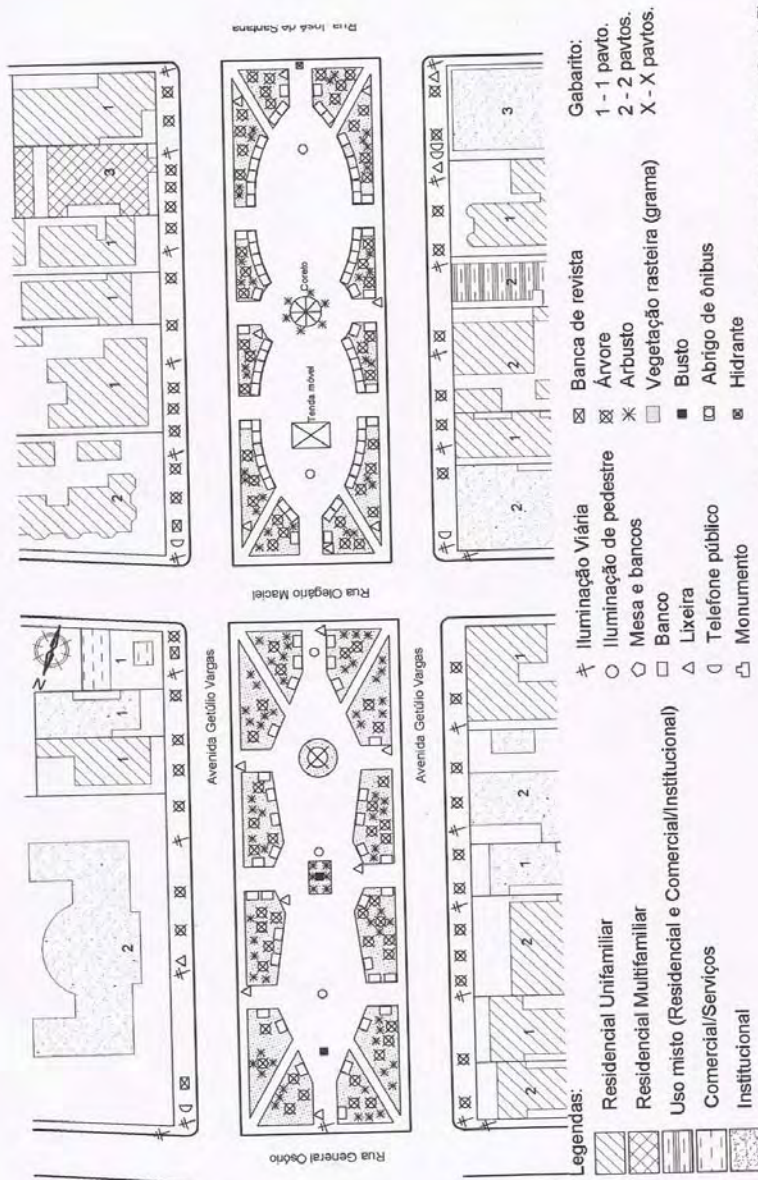 Rua José de Santana
Avenida Getúlio Vargas
Avenida Getúlio Vargas
Rua Olegário Maciel
Rua General Osório
Tenda móvel
Coreto
N
2
1
1
2
1
1
1
3
1
2
1
2
1
2
1
2
1
2
2
1
3
Legendas:
Residencial Unifamiliar
Residencial Multifamiliar
Uso misto (Residencial e Comercial/Institucional)
Comercial/Serviços
Institucional
Iluminação Viária
Iluminação de pedestre
Mesa e bancos
Banco
Lixeira
Telefone público
Monumento
Banca de revista
Árvore
Arbusto
Vegetação rasteira (grama)
Busto
Abrigo de ônibus
Hidrante
Gabarito:
1 - 1 pavto.
2 - 2 pavtos.
X - X pavtos.